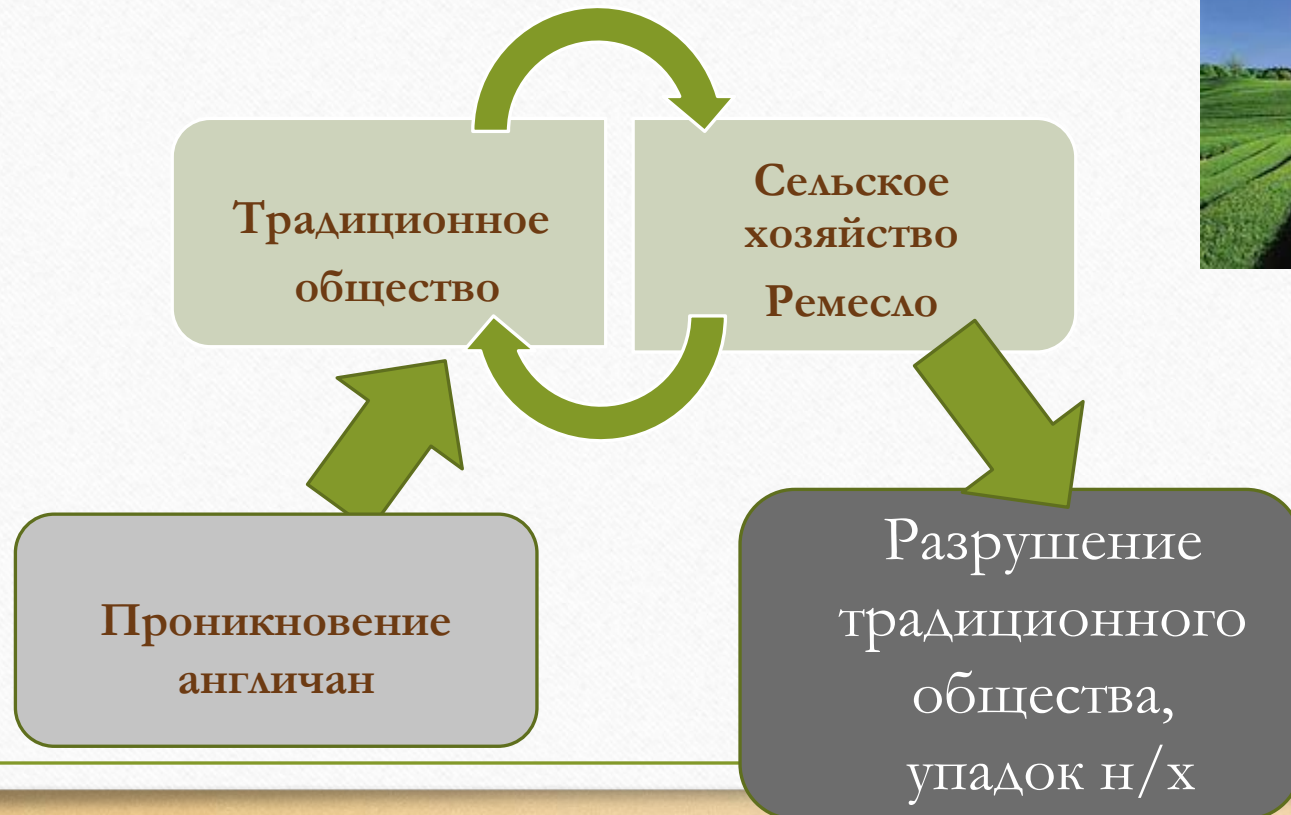 Традиционное
общество
Сельское
хозяйство
Ремесло
Проникновение
англичан
Разрушение
традиционного
общества,
упадок н/х